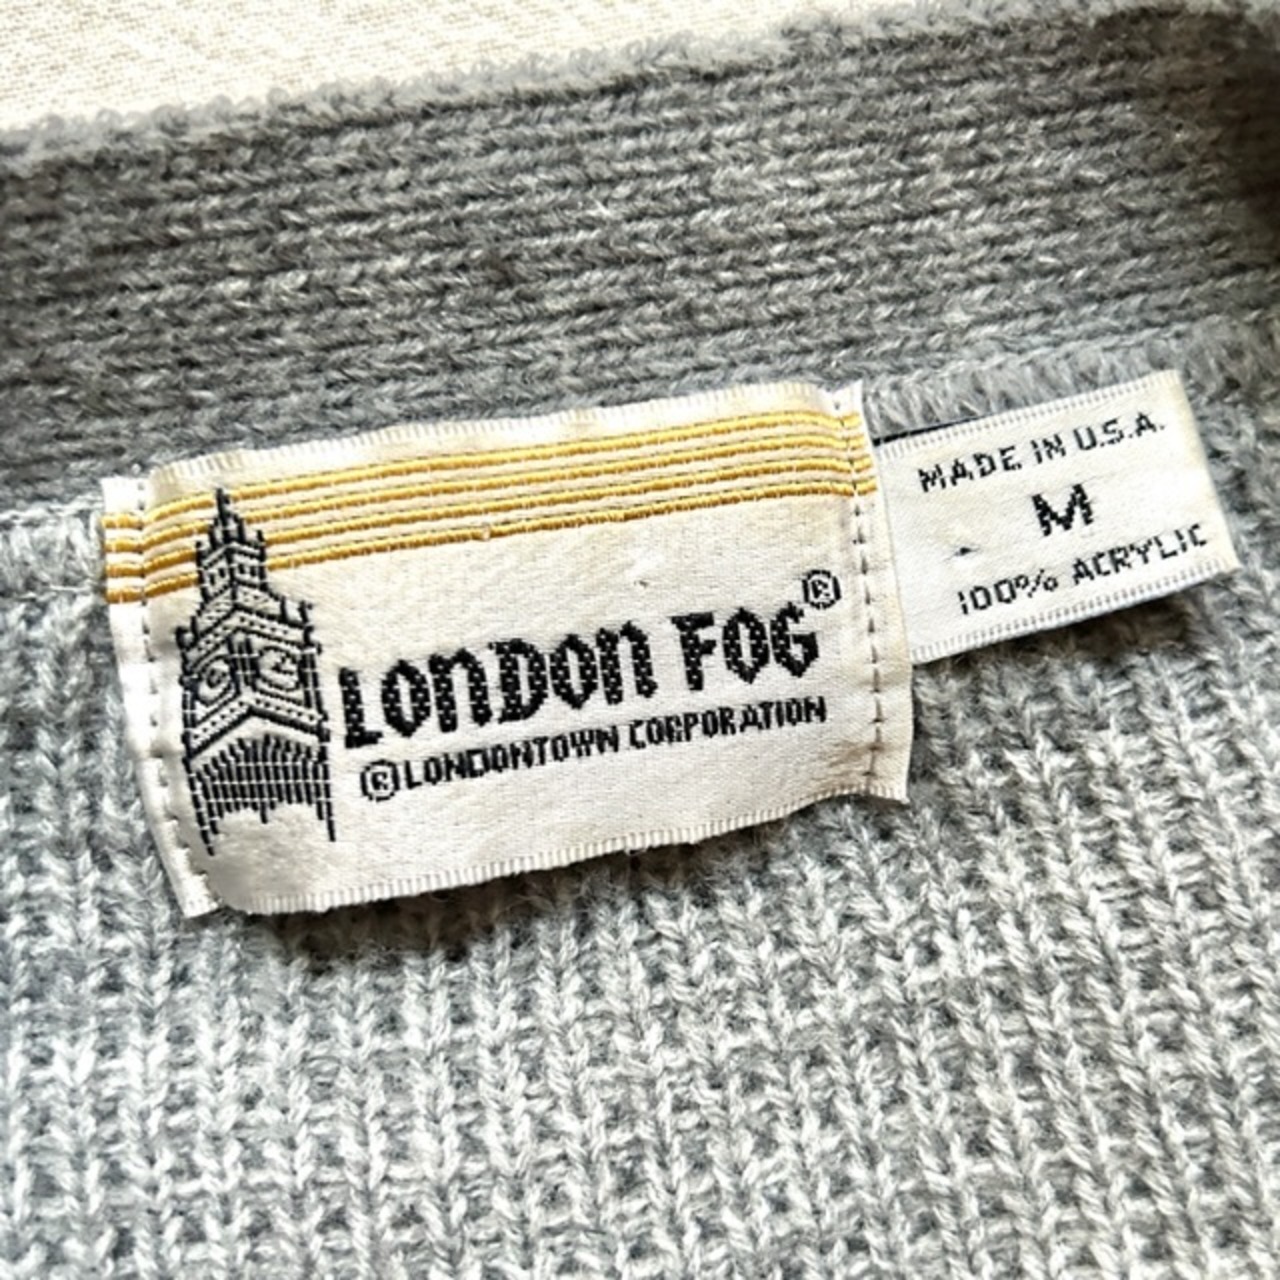 LONDON FOG®
®LONDONTOWN CORPORATION
MADE IN U.S.A.
M
100% ACRYLIC